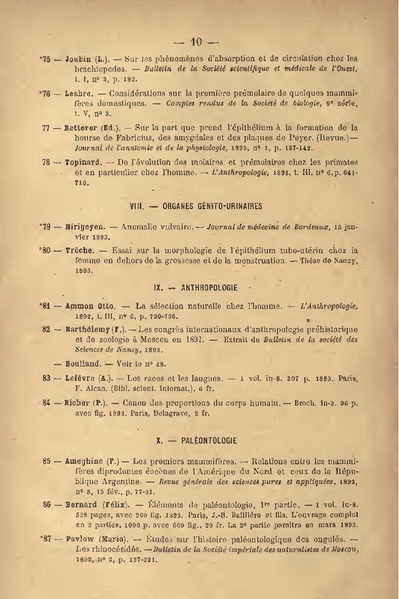 — 10 —
*75 — Joubin (L.). — Sur les phénomènes d'absorption et de circulation chez les
brachiopodes. — Bulletin de la Société scientifique et médicale de l'Ouest,
t. I, n° 3, p. 182.
*76 — Lesbre. — Considérations sur la première prémolaire de quelques mammi-
fères domestiques. — Comptes rendus de la Société de biologie, 9e série,
t. V, n° 3.
77 — Retterer (Ed.). — Sur la part que prend l'épithélium à la formation de la
bourse de Fabricius, des amygdales et des plaques de Peyer. (Revue.) —
Journal de l'anatomie et de la physiologie, 1893, n° 1, p. 137-142.
78 — Topinard. — De l'évolution des molaires et prémolaires chez les primates
et en particulier chez l'homme. — L'Anthropologie, 1892, t. III, n° 6, p. 641-
710.
VIII. — ORGANES GÉNITO-URINAIRES
*79 — Hirigoyen. — Anomalie vulvaire. — Journal de médecine de Bordeaux, 15 jan-
vier 1893.
*80 — Trèche. — Essai sur la morphologie de l'épithélium tubo-utérin chez la
femme en dehors de la grossesse et de la menstruation. — Thèse de Nancy,
1893.
IX. — ANTHROPOLOGIE
*81 — Ammon Otto. — La sélection naturelle chez l'homme. — L'Anthropologie,
1892, t. III, n° 6, p. 720-736.
82 — Barthélemy (F.). — Les congrès internationaux d'anthropologie préhistorique
et de zoologie à Moscou en 1892. — Extrait du Bulletin de la société des
Sciences de Nancy, 1893.
— Boulland. — Voir le n° 48.
83 — Lefèvre (A.). — Les races et les langues. — 1 vol. in-8. 307 p. 1893. Paris,
F. Alcan. (Bibl. scient. internat.). 6 fr.
84 — Richer (P.). — Canon des proportions du corps humain. — Broch. in-8. 96 p.
avec fig. 1893. Paris, Delagrave, 2 fr.
X. — PALÉONTOLOGIE
85 — Ameghino (F.) — Les premiers mammifères. — Relations entre les mammi-
fères diprodontes éocènes de l'Amérique du Nord et ceux de la Répu-
blique Argentine. — Revue générale des sciences pures et appliquées, 1893,
n° 3, 15 fév., p. 77-81.
86 — Bernard (Félix). — Éléments de paléontologie, 1re partie. — 1 vol. in-8.
528 pages, avec 266 fig. 1893. Paris, J.-B. Baillière et fils. L'ouvrage complet
en 2 parties, 1000 p. avec 600 fig., 20 fr. La 2e partie paraîtra en mars 1893.
*87 — Pavlow (Marie). — Études sur l'histoire paléontologique des ongulés. —
Les rhinocéridés. — Bulletin de la Société impériale des naturalistes de Moscou,
1892, n° 2, p. 137-221.